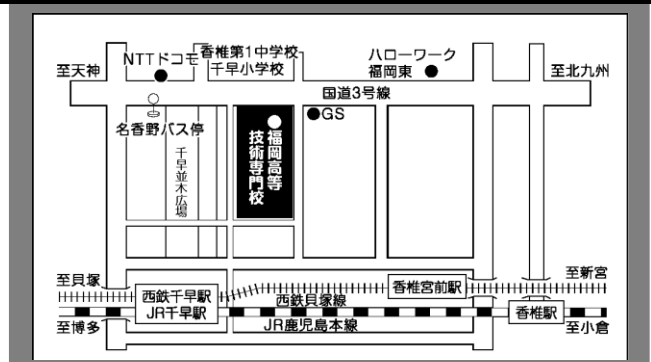 NTTドコモ
香椎第1中学校
千早小学校
ハローワーク
福岡東
至天神
至北九州
国道3号線
名香野バス停
GS
千早並木広場
福岡高等
技術専門校
至貝塚
至新宮
西鉄千早駅
JR千早駅
香椎宮前駅
西鉄貝塚線
香椎駅
至博多
JR鹿児島本線
至小倉